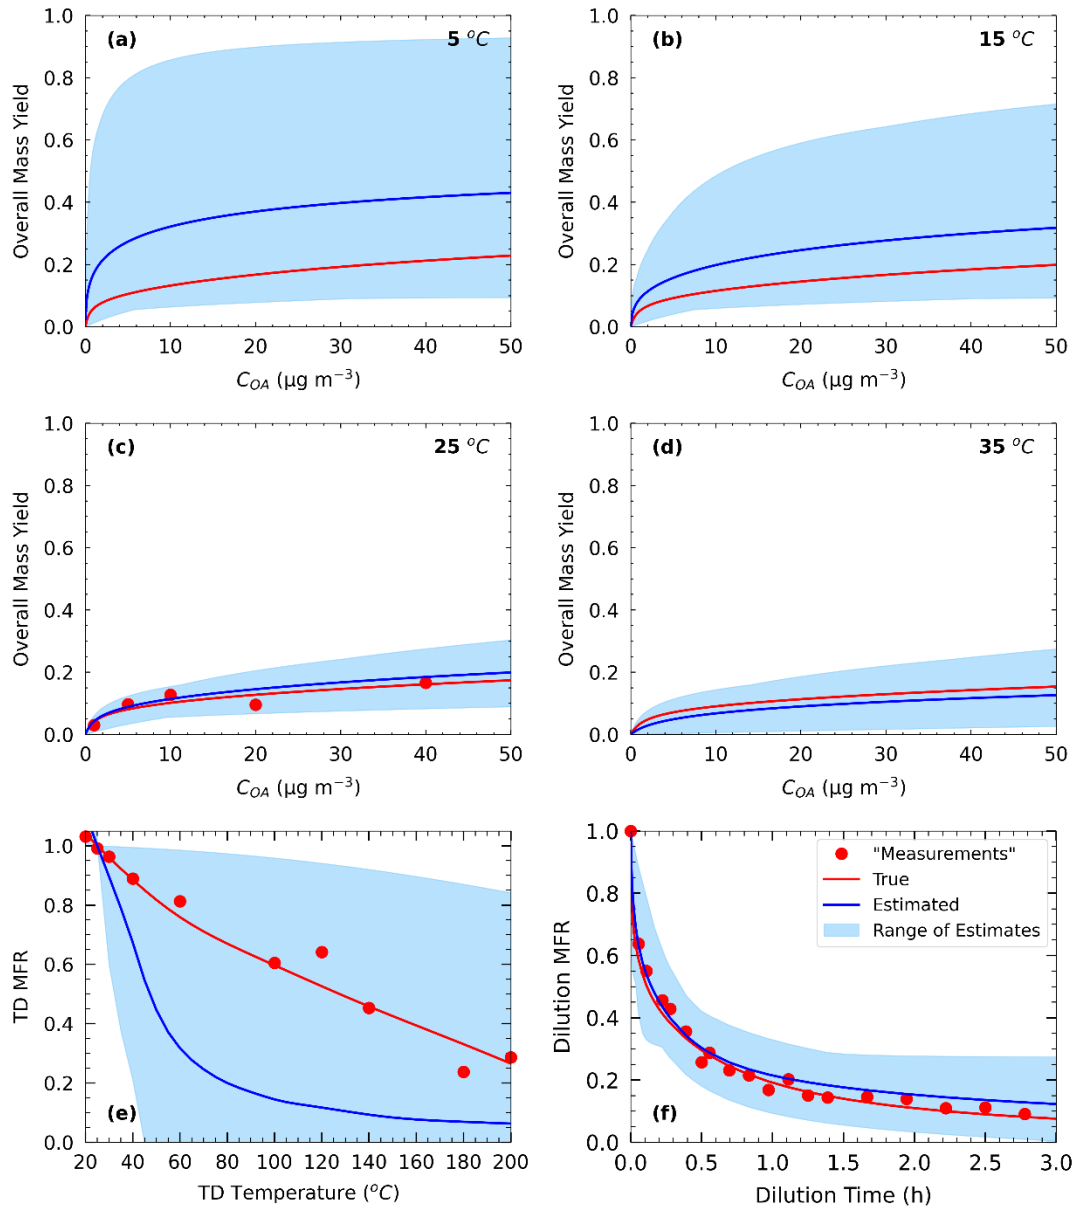 (a) 5 °C
Overall Mass Yield
1.0
0.8
0.6
0.4
0.2
0.0
0 10 20 30 40 50
C_OA (μg m⁻³)
(b) 15 °C
Overall Mass Yield
1.0
0.8
0.6
0.4
0.2
0.0
0 10 20 30 40 50
C_OA (μg m⁻³)
(c) 25 °C
Overall Mass Yield
1.0
0.8
0.6
0.4
0.2
0.0
0 10 20 30 40 50
C_OA (μg m⁻³)
(d) 35 °C
Overall Mass Yield
1.0
0.8
0.6
0.4
0.2
0.0
0 10 20 30 40 50
C_OA (μg m⁻³)
TD MFR
1.0
0.8
0.6
0.4
0.2
0.0
(e)
20 40 60 80 100 120 140 160 180 200
TD Temperature (°C)
Dilution MFR
1.0
0.8
0.6
0.4
0.2
0.0
"Measurements"
True
Estimated
Range of Estimates
(f)
0.0 0.5 1.0 1.5 2.0 2.5 3.0
Dilution Time (h)